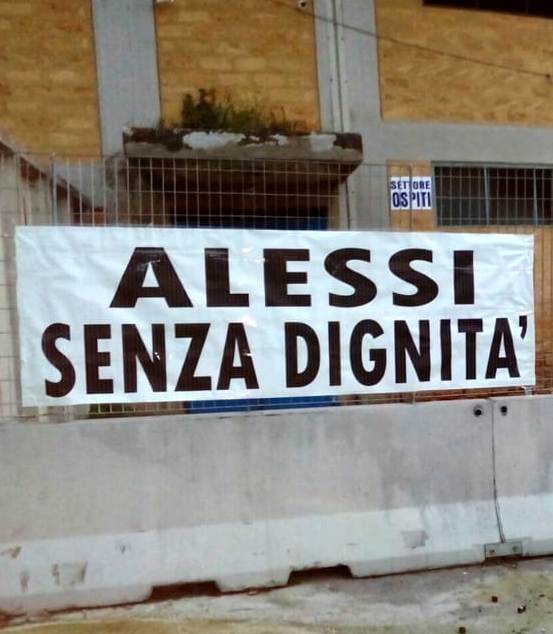 SETTORE
OSPITI
ALESSI
SENZA DIGNITA'